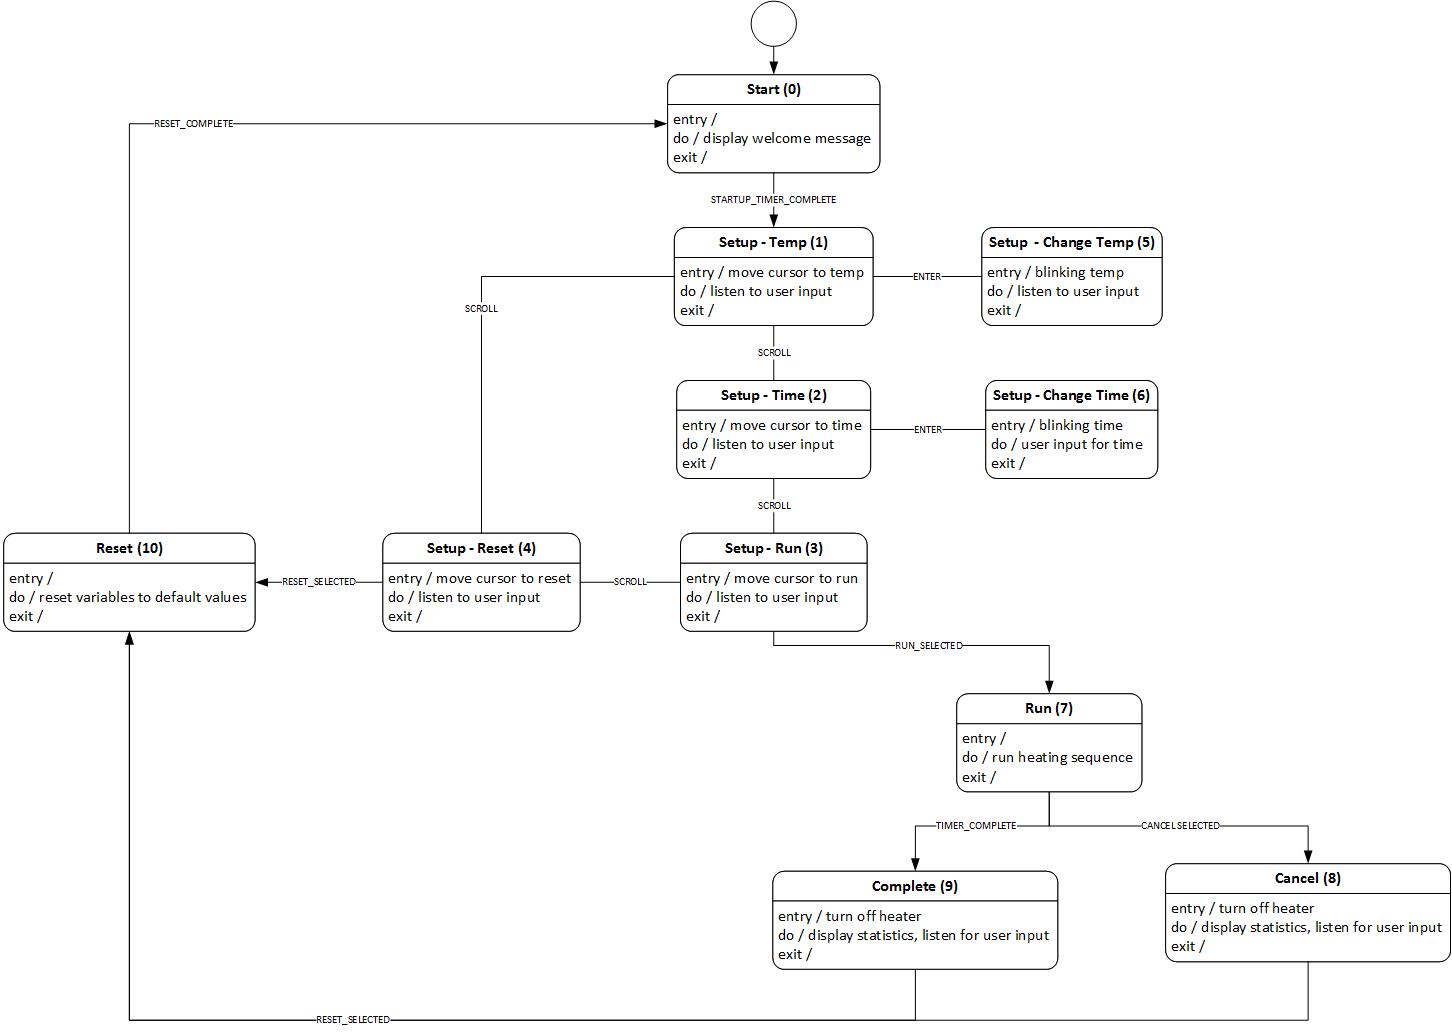 Start (0)
entry /
do / display welcome message
exit /
RESET_COMPLETE
STARTUP_TIMER_COMPLETE
Setup - Temp (1)
entry / move cursor to temp
do / listen to user input
exit /
ENTER
Setup  - Change Temp (5)
entry / blinking temp
do / listen to user input
exit /
SCROLL
SCROLL
Setup - Time (2)
entry / move cursor to time
do / listen to user input
exit /
ENTER
Setup - Change Time (6)
entry / blinking time
do / user input for time
exit /
SCROLL
Reset (10)
entry /
do / reset variables to default values
exit /
RESET_SELECTED
Setup - Reset (4)
entry / move cursor to reset
do / listen to user input
exit /
SCROLL
Setup - Run (3)
entry / move cursor to run
do / listen to user input
exit /
RUN_SELECTED
Run (7)
entry /
do / run heating sequence
exit /
TIMER_COMPLETE
CANCEL SELECTED
Complete (9)
entry / turn off heater
do / display statistics, listen for user input
exit /
Cancel (8)
entry / turn off heater
do / display statistics, listen for user input
exit /
RESET_SELECTED